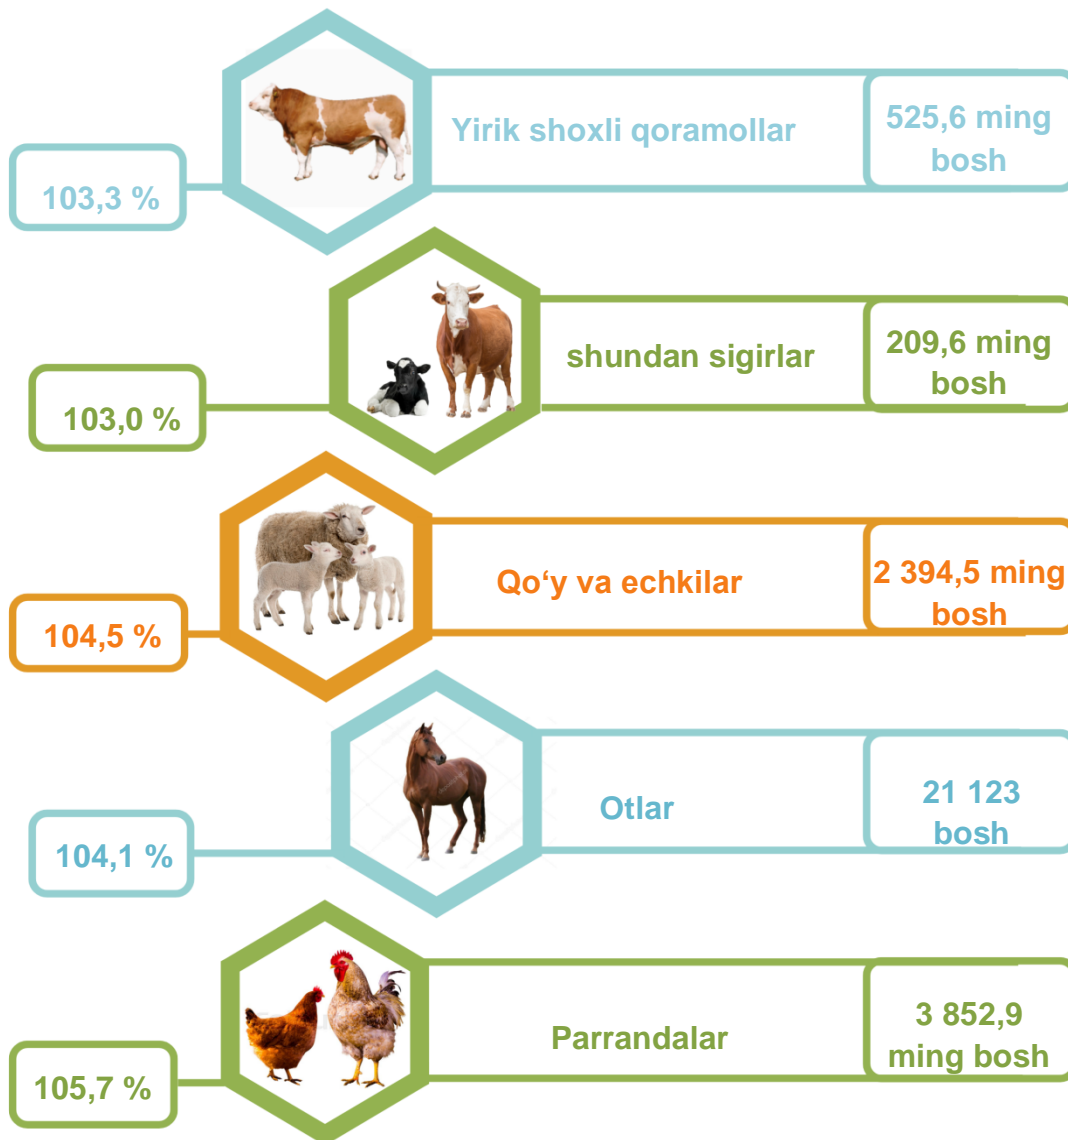 Yirik shoxli qoramollar
525,6 ming
bosh
103,3 %
shundan sigirlar
209,6 ming
bosh
103,0 %
Qo‘y va echkilar
2 394,5 ming
bosh
104,5 %
Otlar
21 123
bosh
104,1 %
Parrandalar
3 852,9
ming bosh
105,7 %